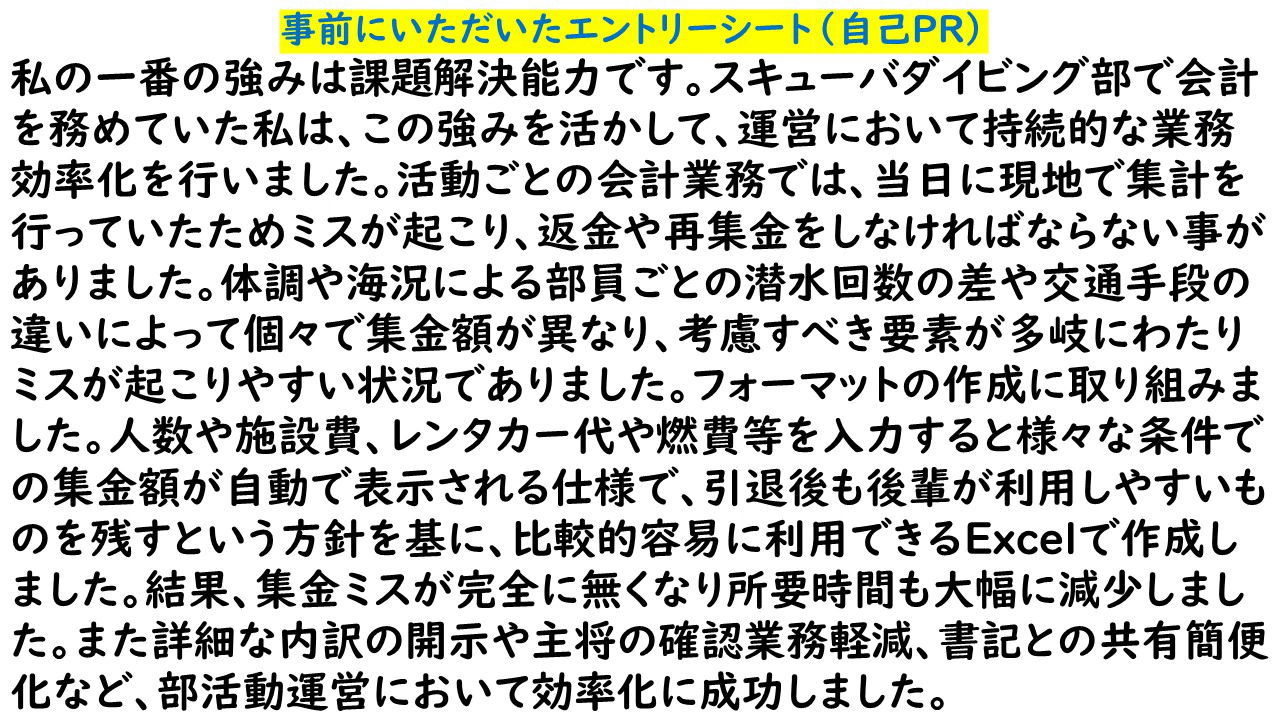 事前にいただいたエントリーシート（自己PR）
私の一番の強みは課題解決能力です。スキューバダイビング部で会計
を務めていた私は、この強みを活かして、運営において持続的な業務
効率化を行いました。活動ごとの会計業務では、当日に現地で集計を
行っていたためミスが起こり、返金や再集金をしなければならない事が
ありました。体調や海況による部員ごとの潜水回数の差や交通手段の
違いによって個々で集金額が異なり、考慮すべき要素が多岐にわたり
ミスが起こりやすい状況でありました。フォーマットの作成に取り組みま
した。人数や施設費、レンタカー代や燃費等を入力すると様々な条件で
の集金額が自動で表示される仕様で、引退後も後輩が利用しやすいも
のを残すという方針を基に、比較的容易に利用できるExcelで作成し
ました。結果、集金ミスが完全に無くなり所要時間も大幅に減少しまし
た。また詳細な内訳の開示や主将の確認業務軽減、書記との共有簡便
化など、部活動運営において効率化に成功しました。